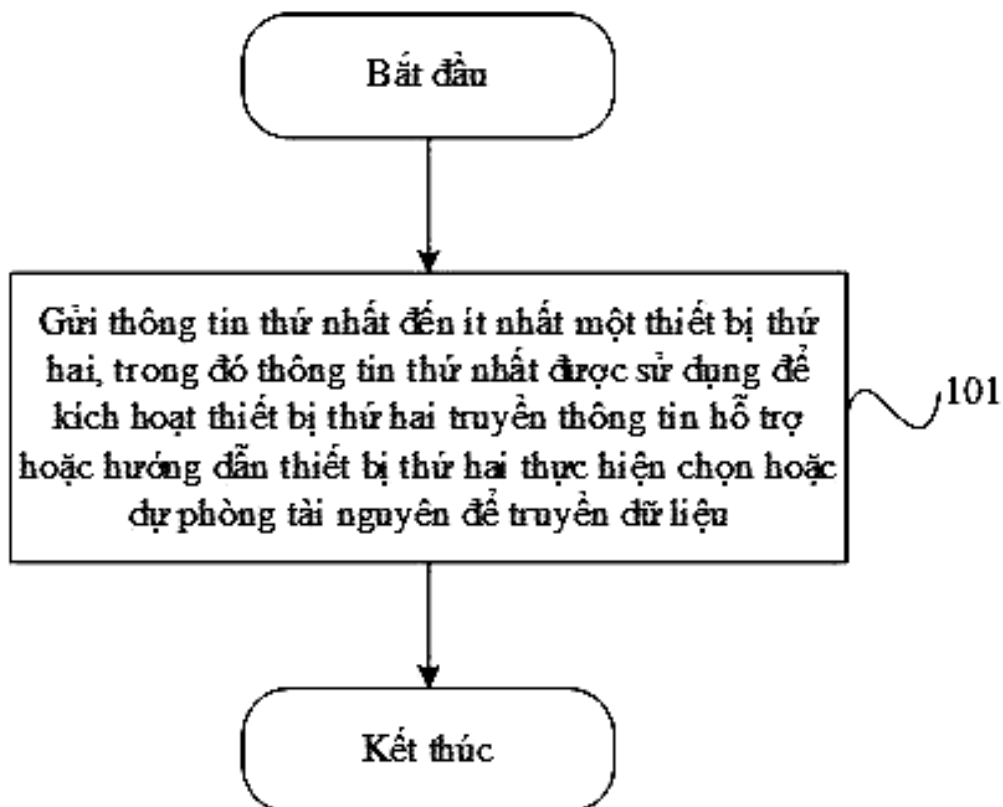 Bắt đầu
Gửi thông tin thứ nhất đến ít nhất một thiết bị thứ
hai, trong đó thông tin thứ nhất được sử dụng để
kích hoạt thiết bị thứ hai truyền thông tin hỗ trợ
hoặc hướng dẫn thiết bị thứ hai thực hiện chọn hoặc
dự phòng tài nguyên để truyền dữ liệu
101
Kết thúc